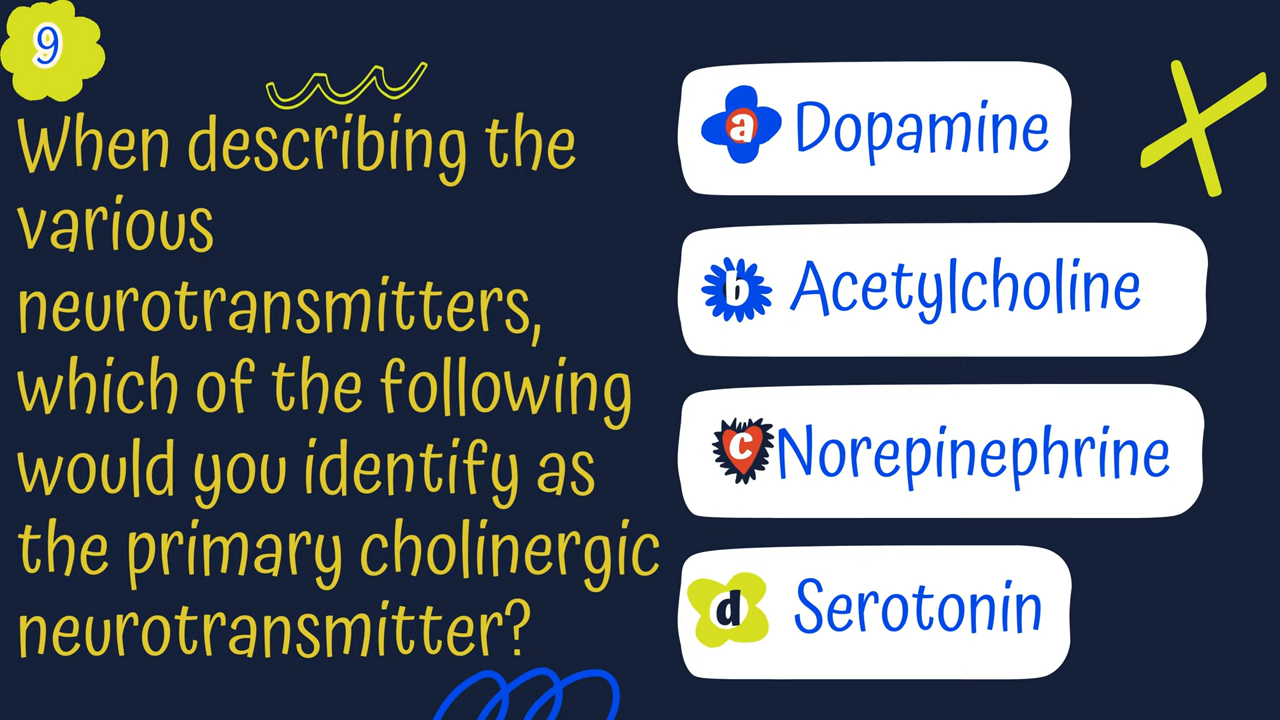 9
When describing the
various
neurotransmitters,
which of the following
would you identify as
the primary cholinergic
neurotransmitter?
a Dopamine
b Acetylcholine
c Norepinephrine
d Serotonin